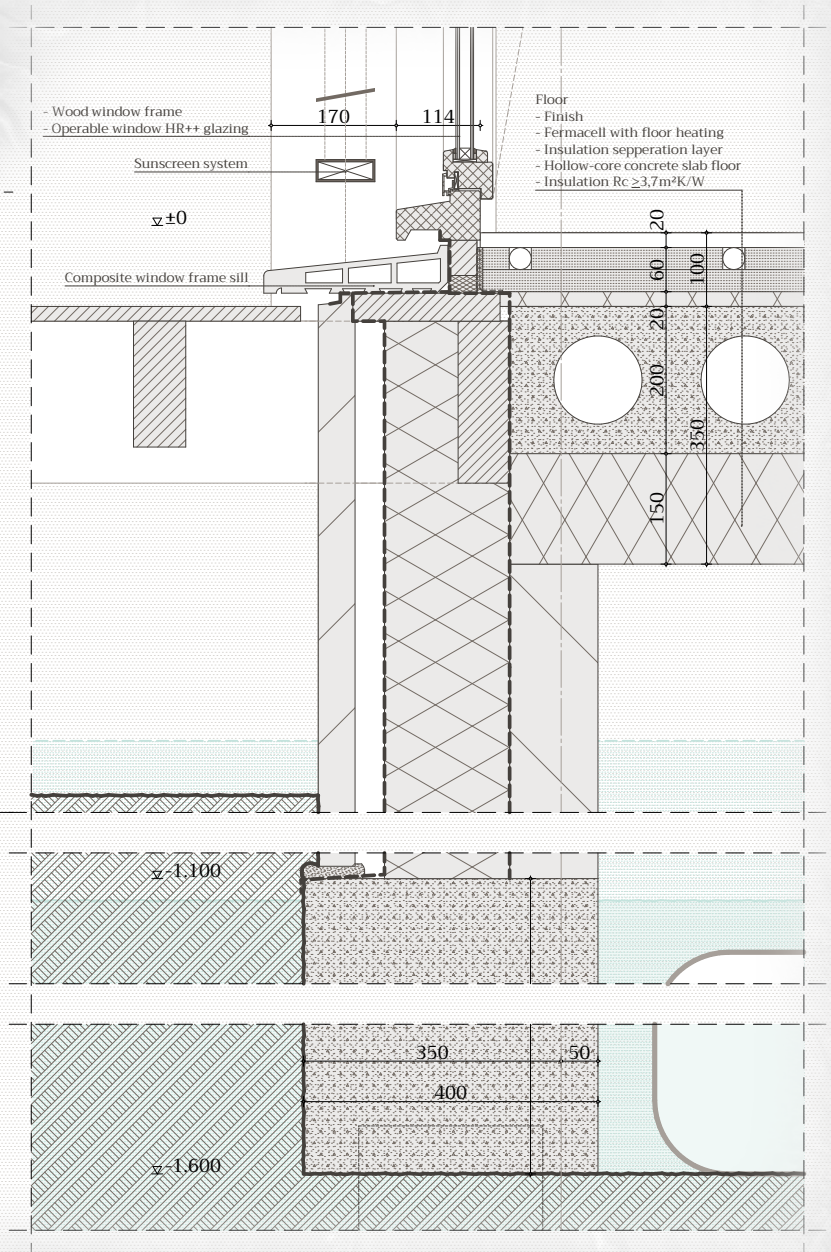 Floor
- Finish
- Fermacell with floor heating
- Insulation sepperation layer
- Hollow-core concrete slab floor
- Insulation Rc ≥3,7m²K/W
- Wood window frame
- Operable window HR++ glazing
170
114
Sunscreen system
±0
Composite window frame sill
20
60
100
20
200
350
150
-1.100
350
50
400
-1.600